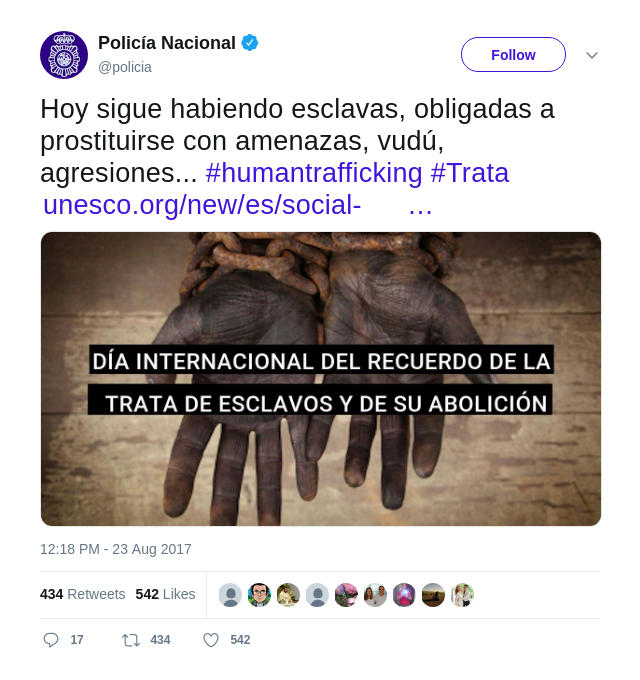 Policía Nacional
@policia
Follow
Hoy sigue habiendo esclavas, obligadas a
prostituirse con amenazas, vudú,
agresiones... #humantrafficking #Trata
unesco.org/new/es/social- …
DÍA INTERNACIONAL DEL RECUERDO DE LA
TRATA DE ESCLAVOS Y DE SU ABOLICIÓN
12:18 PM - 23 Aug 2017
434 Retweets 542 Likes
17 434 542